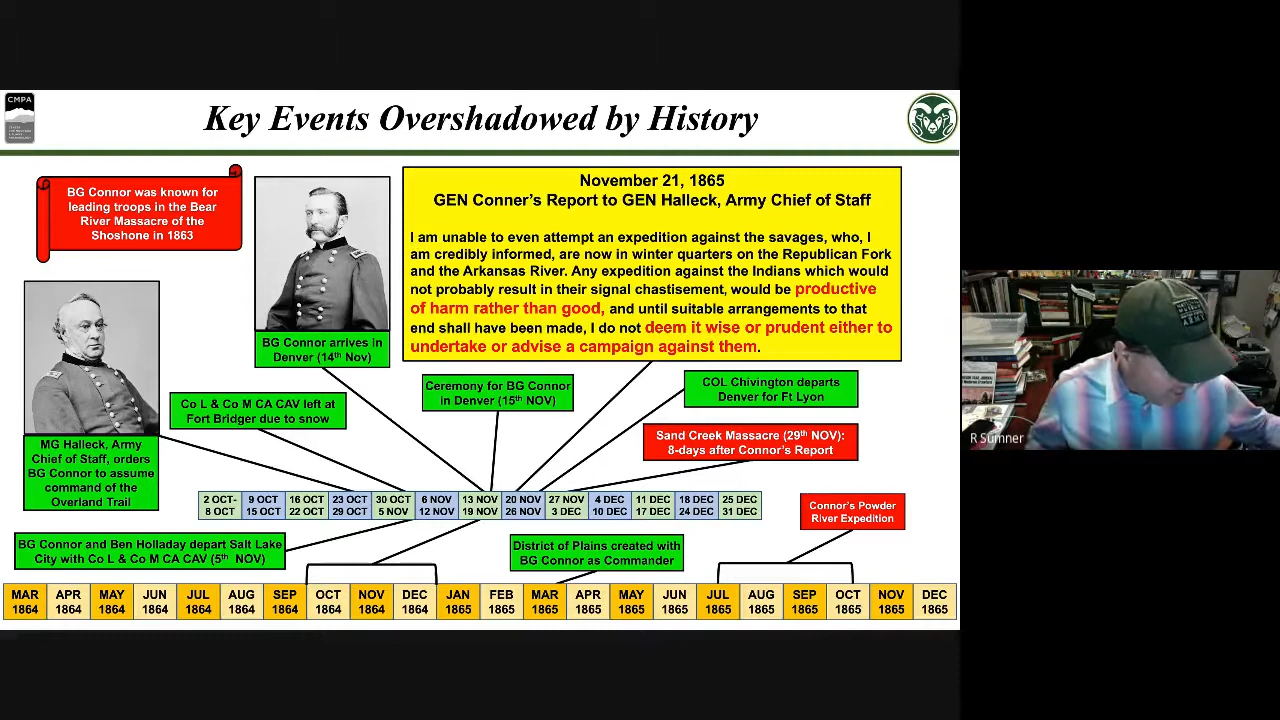 CMPA
Key Events Overshadowed by History
BG Connor was known for
leading troops in the Bear
River Massacre of the
Shoshone in 1863
November 21, 1865
GEN Conner's Report to GEN Halleck, Army Chief of Staff
I am unable to even attempt an expedition against the savages, who, I
am credibly informed, are now in winter quarters on the Republican Fork
and the Arkansas River. Any expedition against the Indians which would
not probably result in their signal chastisement, would be productive
of harm rather than good, and until suitable arrangements to that
end shall have been made, I do not deem it wise or prudent either to
undertake or advise a campaign against them.
BG Connor arrives in
Denver (14th Nov)
Ceremony for BG Connor
in Denver (15th NOV)
COL Chivington departs
Denver for Ft Lyon
Co L & Co M CA CAV left at
Fort Bridger due to snow
Sand Creek Massacre (29th NOV):
8-days after Connor's Report
MG Halleck, Army
Chief of Staff, orders
BG Connor to assume
command of the
Overland Trail
2 OCT- 9 OCT 16 OCT 23 OCT 30 OCT 6 NOV 13 NOV 20 NOV 27 NOV 4 DEC 11 DEC 18 DEC 25 DEC
8 OCT 15 OCT 22 OCT 29 OCT 5 NOV 12 NOV 19 NOV 26 NOV 3 DEC 10 DEC 17 DEC 24 DEC 31 DEC
Connor's Powder
River Expedition
BG Connor and Ben Holladay depart Salt Lake
City with Co L & Co M CA CAV (5th NOV)
District of Plains created with
BG Connor as Commander
MAR APR MAY JUN JUL AUG SEP OCT NOV DEC JAN FEB MAR APR MAY JUN JUL AUG SEP OCT NOV DEC
1864 1864 1864 1864 1864 1864 1864 1864 1864 1864 1865 1865 1865 1865 1865 1865 1865 1865 1865 1865 1865 1865
R Sumner